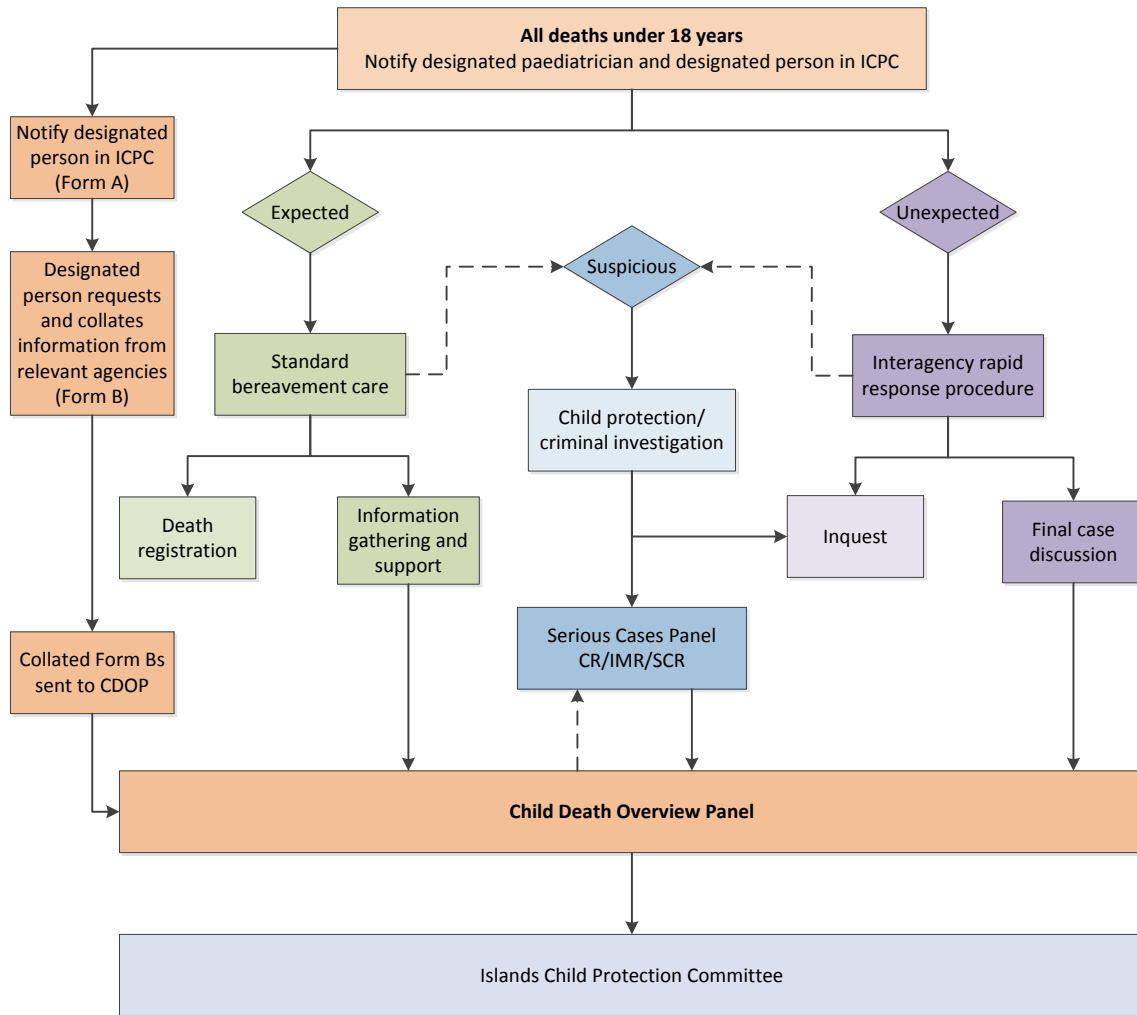 All deaths under 18 years
Notify designated paediatrician and designated person in ICPC
Notify designated
person in ICPC
(Form A)
Expected
Unexpected
Suspicious
Designated
person requests
and collates
information from
relevant agencies
(Form B)
Standard
bereavement care
Interagency rapid
response procedure
Child protection/
criminal investigation
Death
registration
Information
gathering and
support
Inquest
Final case
discussion
Serious Cases Panel
CR/IMR/SCR
Collated Form Bs
sent to CDOP
Child Death Overview Panel
Islands Child Protection Committee